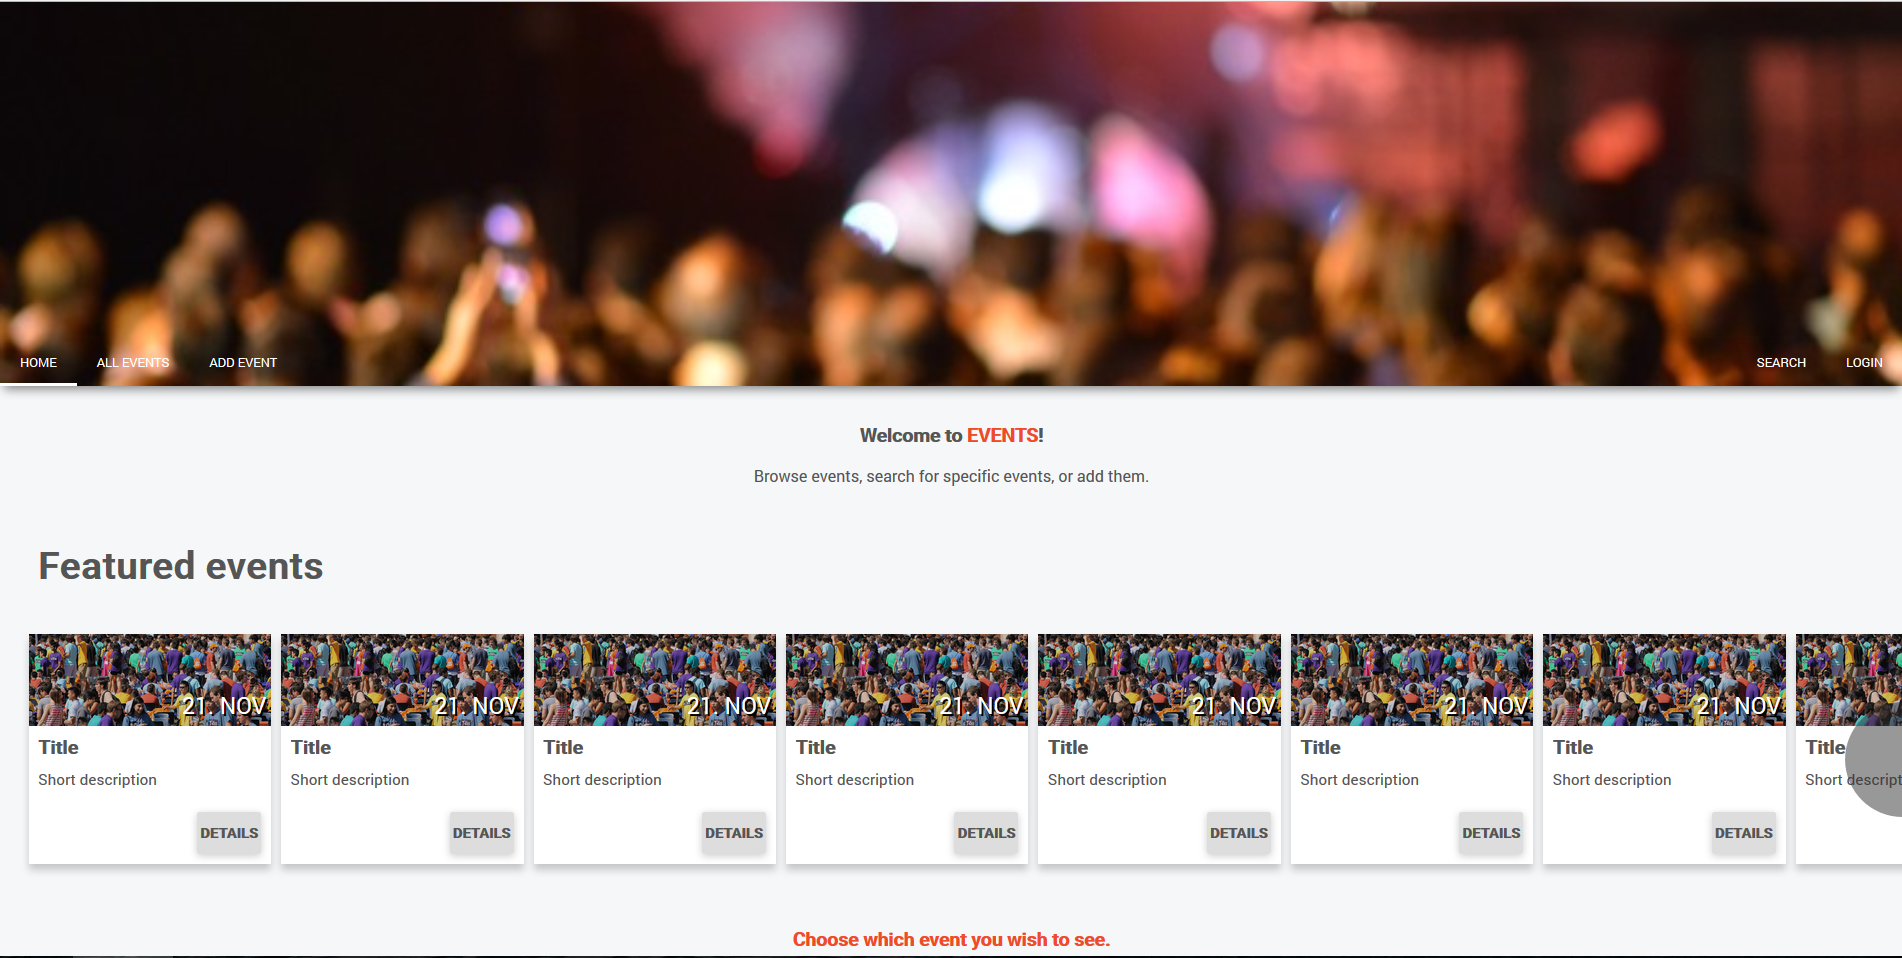 HOME ALL EVENTS ADD EVENT SEARCH LOGIN
Welcome to EVENTS!
Browse events, search for specific events, or add them.
Featured events
21. NOV 21. NOV 21. NOV 21. NOV 21. NOV 21. NOV 21. NOV
Title Title Title Title Title Title Title Title
Short description Short description Short description Short description Short description Short description Short description Short descript
DETAILS DETAILS DETAILS DETAILS DETAILS DETAILS DETAILS
Choose which event you wish to see.